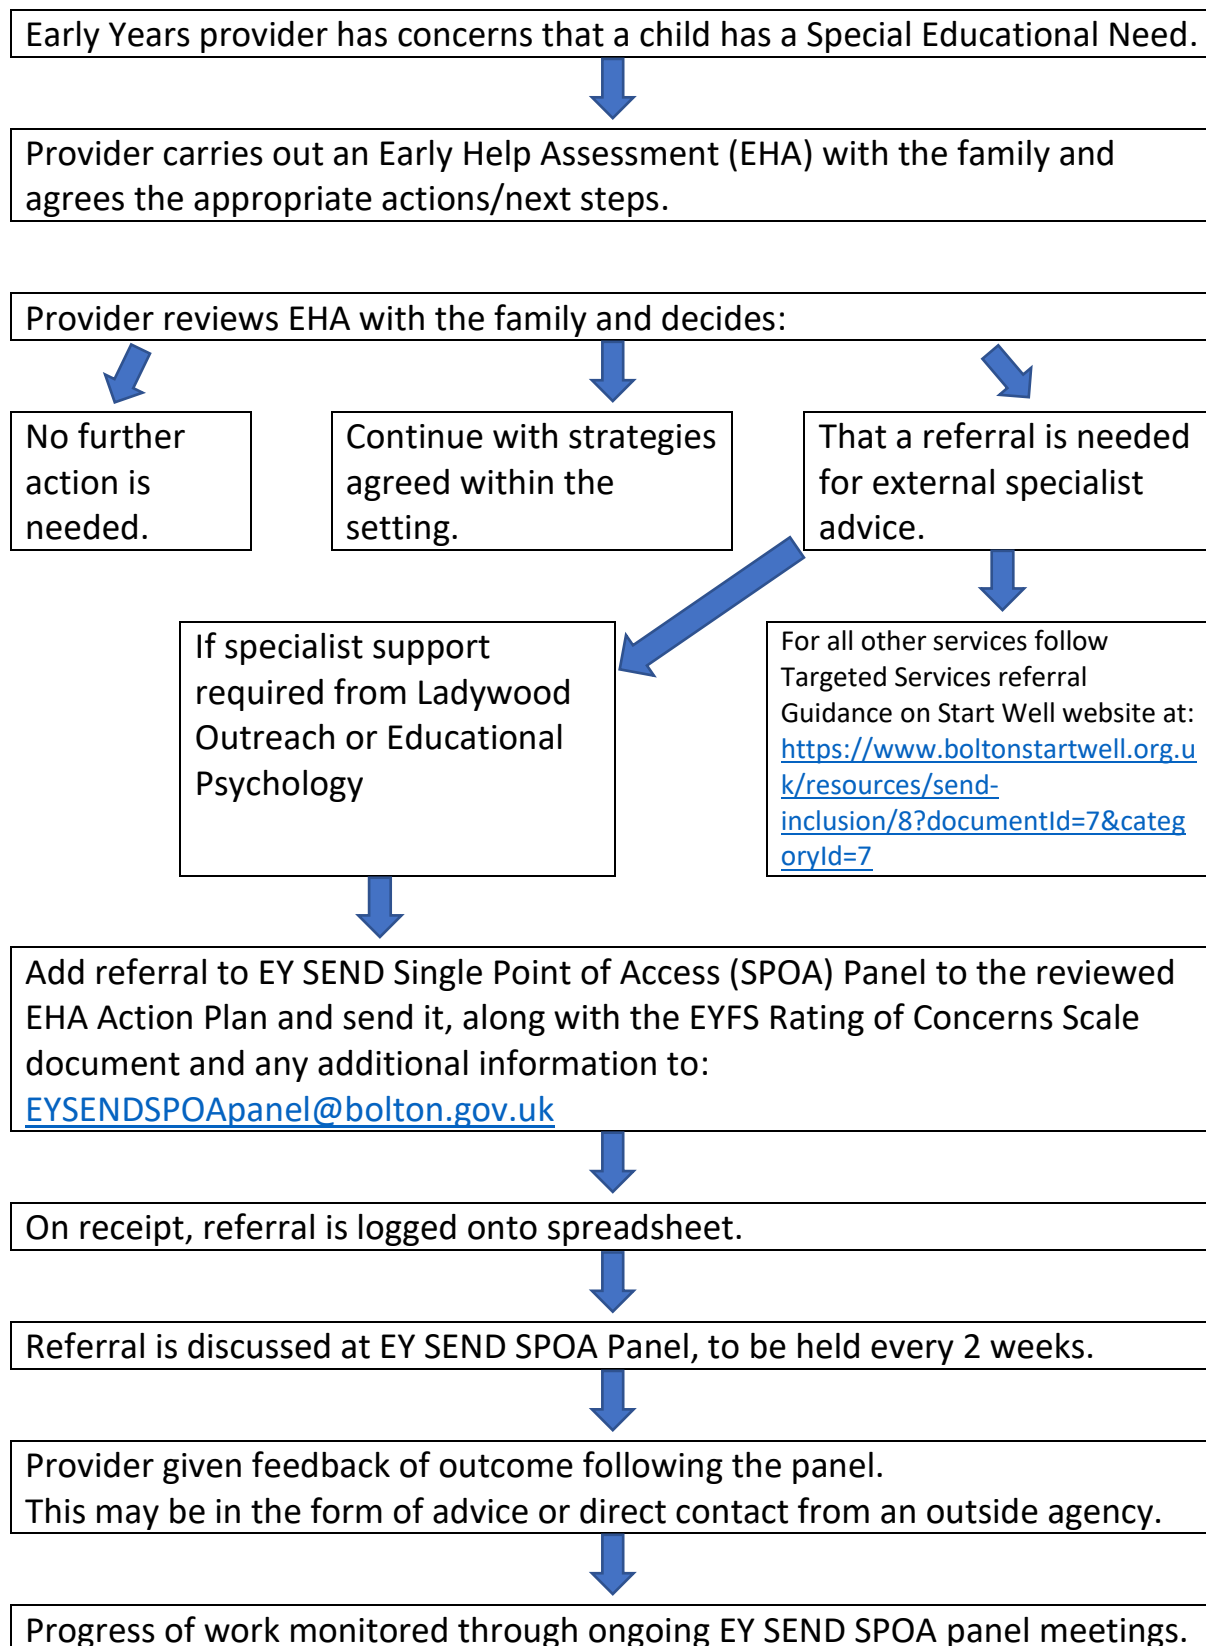 Early Years provider has concerns that a child has a Special Educational Need.
Provider carries out an Early Help Assessment (EHA) with the family and
agrees the appropriate actions/next steps.
Provider reviews EHA with the family and decides:
No further
action is
needed.
Continue with strategies
agreed within the
setting.
That a referral is needed
for external specialist
advice.
If specialist support
required from Ladywood
Outreach or Educational
Psychology
For all other services follow
Targeted Services referral
Guidance on Start Well website at:
https://www.boltonstartwell.org.u
k/resources/send-
inclusion/8?documentId=7&categ
oryId=7
Add referral to EY SEND Single Point of Access (SPOA) Panel to the reviewed
EHA Action Plan and send it, along with the EYFS Rating of Concerns Scale
document and any additional information to:
EYSENDSPOApanel@bolton.gov.uk
On receipt, referral is logged onto spreadsheet.
Referral is discussed at EY SEND SPOA Panel, to be held every 2 weeks.
Provider given feedback of outcome following the panel.
This may be in the form of advice or direct contact from an outside agency.
Progress of work monitored through ongoing EY SEND SPOA panel meetings.